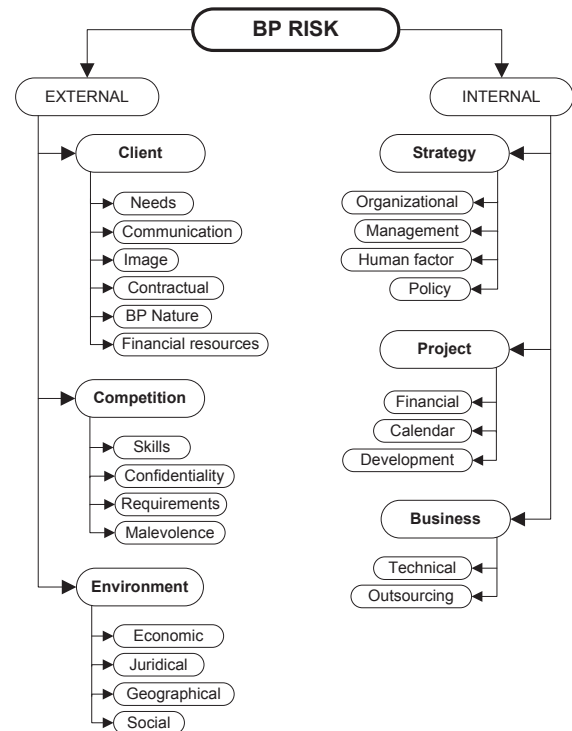 BP RISK
EXTERNAL
Client
Needs
Communication
Image
Contractual
BP Nature
Financial resources
Competition
Skills
Confidentiality
Requirements
Malevolence
Environment
Economic
Juridical
Geographical
Social
INTERNAL
Strategy
Organizational
Management
Human factor
Policy
Project
Financial
Calendar
Development
Business
Technical
Outsourcing